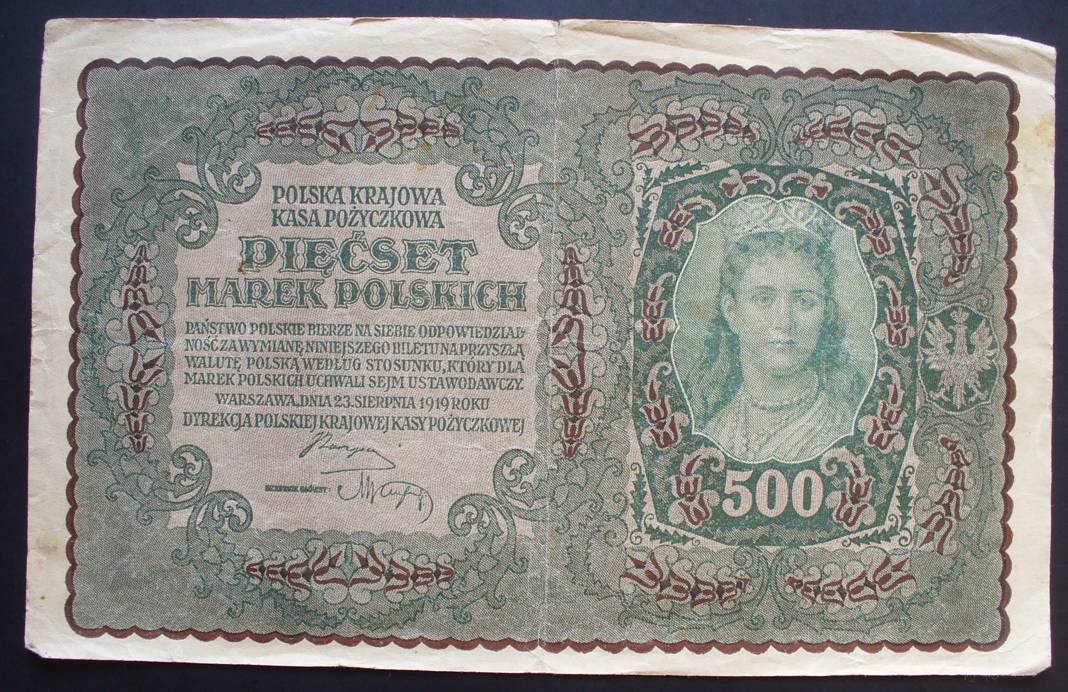 POLSKA KRAJOWA
KASA POŻYCZKOWA
PIĘĆSET
MAREK POLSKICH
PAŃSTWO POLSKIE BIERZE NA SIEBIE ODPOWIEDZIAL-
NOŚĆ ZA WYMIANĘ NINIEJSZEGO BILETU NA PRZYSZŁĄ
WALUTĘ POLSKĄ WEDŁUG STOSUNKU, KTÓRY DLA
MAREK POLSKICH UCHWALI SEJM USTAWODAWCZY.
WARSZAWA, DNIA 23. SIERPNIA 1919 ROKU
DYREKCJA POLSKIEJ KRAJOWEJ KASY POŻYCZKOWEJ
SKARBNIK GŁÓWNY:
500